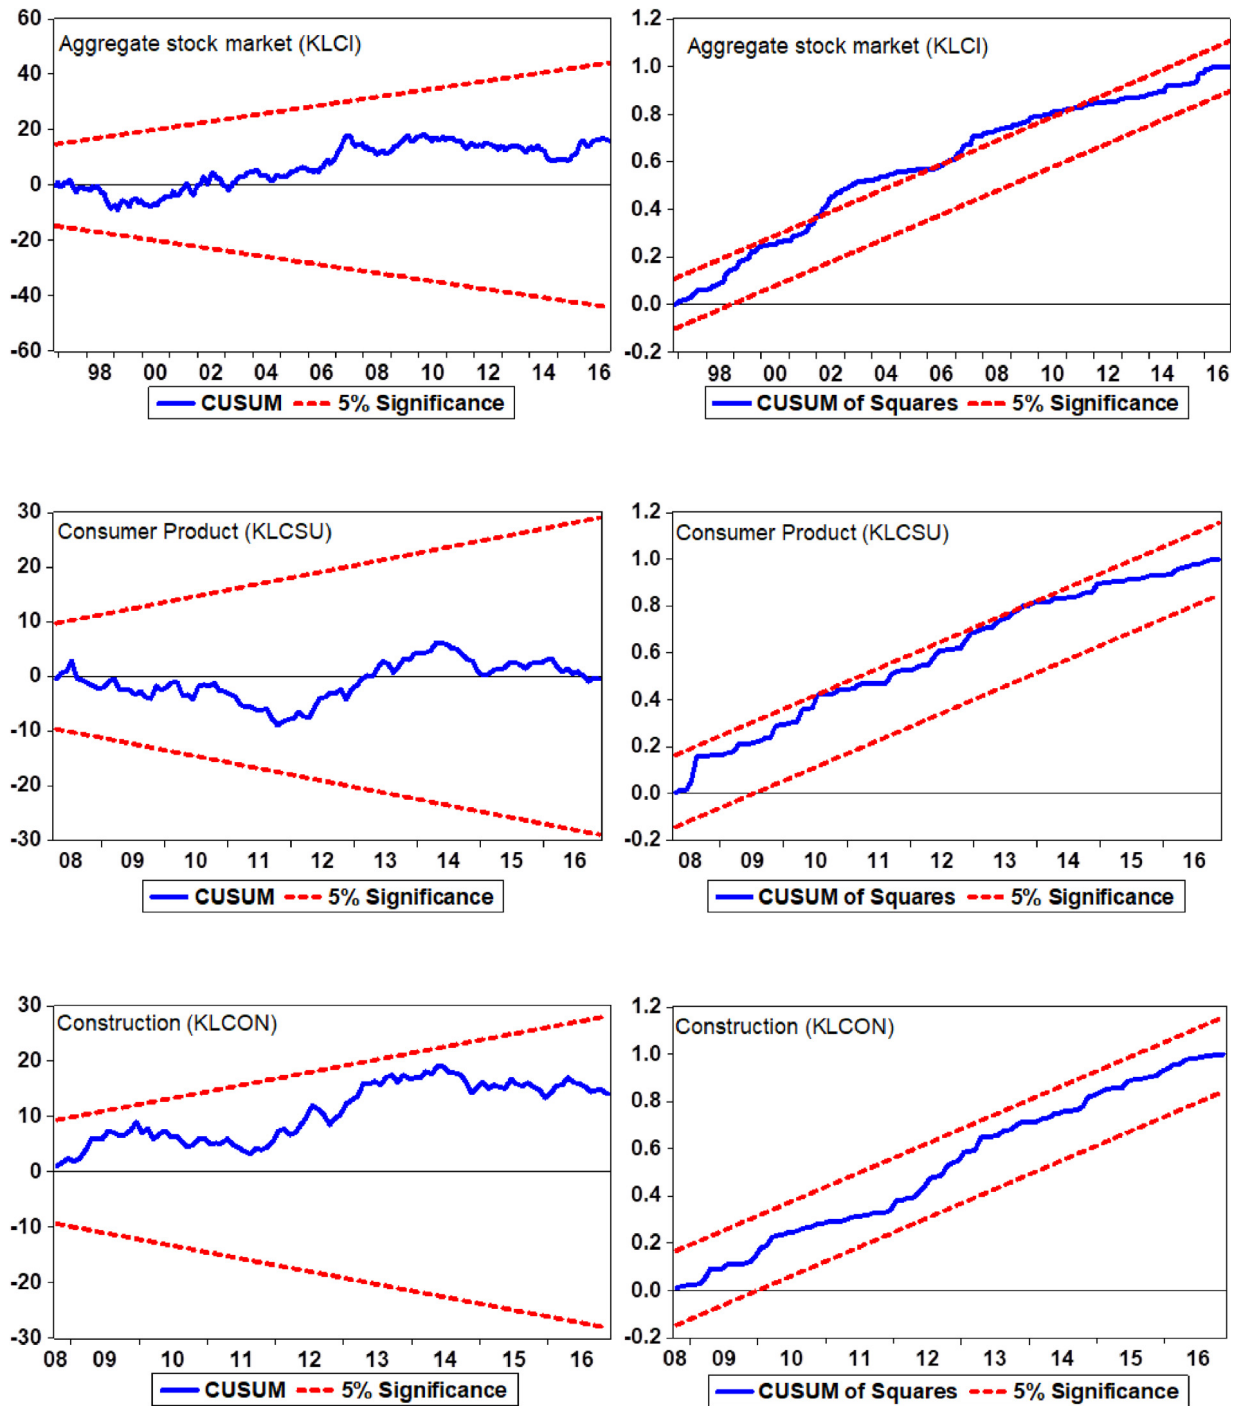 60
Aggregate stock market (KLCI)
40
20
0
-20
-40
-60
98 00 02 04 06 08 10 12 14 16
CUSUM 5% Significance
1.2
Aggregate stock market (KLCI)
1.0
0.8
0.6
0.4
0.2
0.0
-0.2
98 00 02 04 06 08 10 12 14 16
CUSUM of Squares 5% Significance
30
Consumer Product (KLCSU)
20
10
0
-10
-20
-30
08 09 10 11 12 13 14 15 16
CUSUM 5% Significance
1.2
Consumer Product (KLCSU)
1.0
0.8
0.6
0.4
0.2
0.0
-0.2
08 09 10 11 12 13 14 15 16
CUSUM of Squares 5% Significance
30
Construction (KLCON)
20
10
0
-10
-20
-30
08 09 10 11 12 13 14 15 16
CUSUM 5% Significance
1.2
Construction (KLCON)
1.0
0.8
0.6
0.4
0.2
0.0
-0.2
08 09 10 11 12 13 14 15 16
CUSUM of Squares 5% Significance